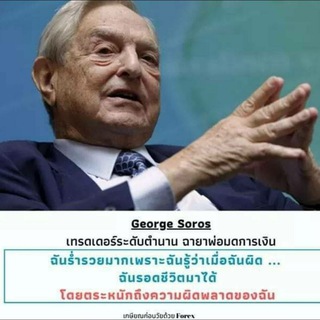 George Soros
เทรดเดอร์ระดับตำนาน ฉายาพ่อมดการเงิน
ฉันร่ำรวยมากเพราะฉันรู้ว่าเมื่อฉันผิด ...
ฉันรอดชีวิตมาได้
โดยตระหนักถึงความผิดพลาดของฉัน
เกษียณก่อนวัยด้วย Forex